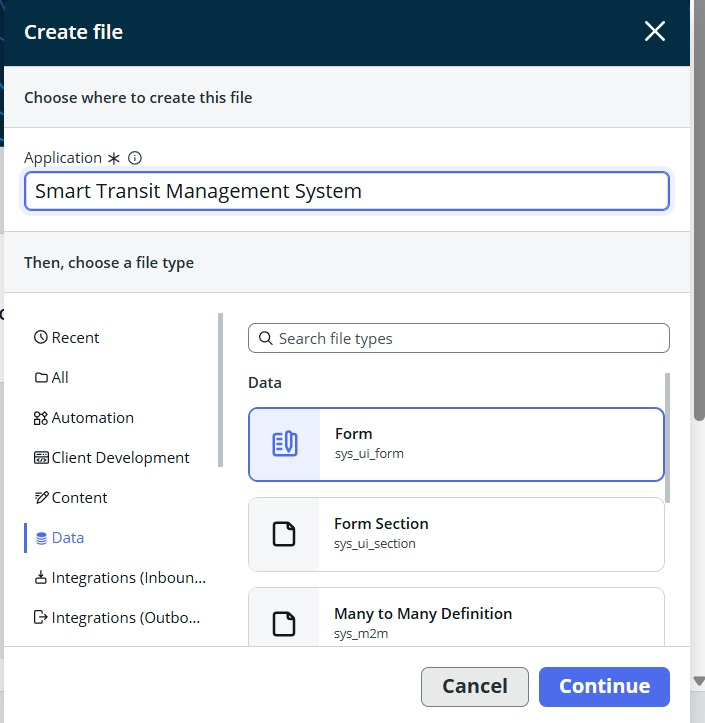 Create file
Choose where to create this file
Application *
Smart Transit Management System
Then, choose a file type
Recent
All
Automation
Client Development
Content
Data
Integrations (Inboun...
Integrations (Outbo...
Search file types
Data
Form
sys_ui_form
Form Section
sys_ui_section
Many to Many Definition
sys_m2m
Cancel
Continue